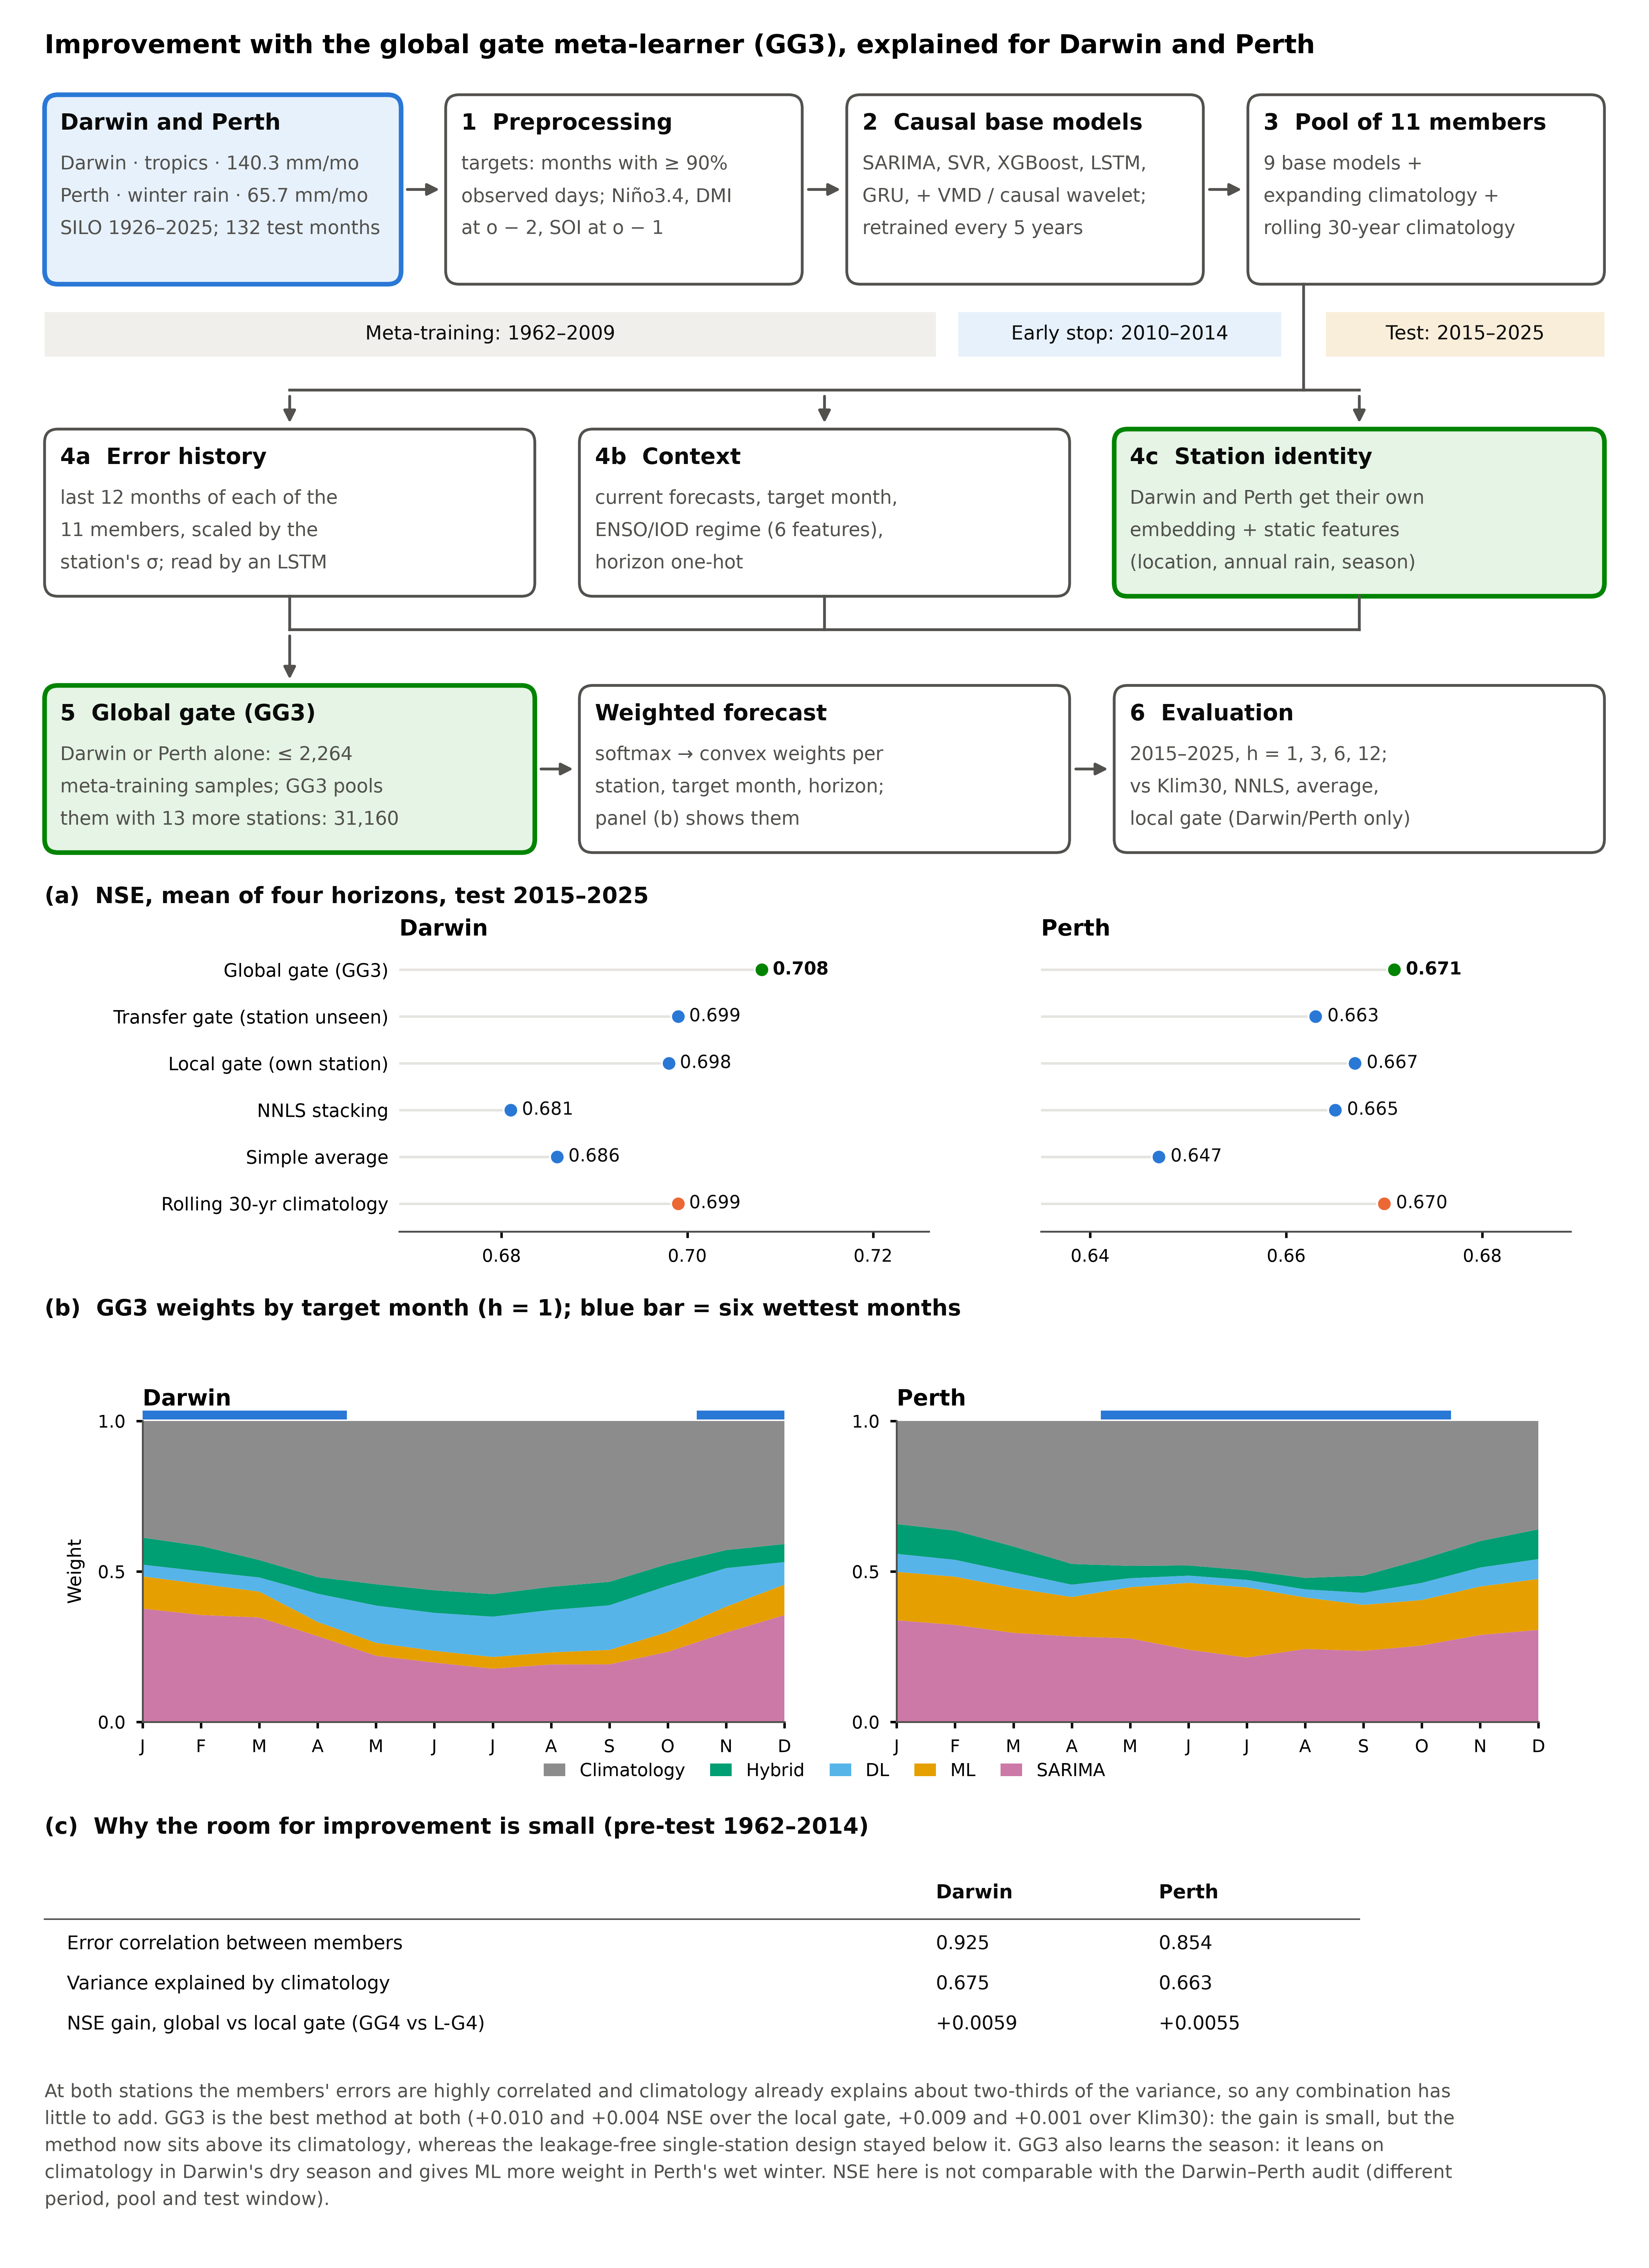 Improvement with the global gate meta-learner (GG3), explained for Darwin and Perth
Darwin and Perth
Darwin · tropics · 140.3 mm/mo
Perth · winter rain · 65.7 mm/mo
SILO 1926–2025; 132 test months
1 Preprocessing
targets: months with ≥ 90%
observed days; Niño3.4, DMI
at o − 2, SOI at o − 1
2 Causal base models
SARIMA, SVR, XGBoost, LSTM,
GRU, + VMD / causal wavelet;
retrained every 5 years
3 Pool of 11 members
9 base models +
expanding climatology +
rolling 30-year climatology
Meta-training: 1962–2009
Early stop: 2010–2014
Test: 2015–2025
4a Error history
last 12 months of each of the
11 members, scaled by the
station's σ; read by an LSTM
4b Context
current forecasts, target month,
ENSO/IOD regime (6 features),
horizon one-hot
4c Station identity
Darwin and Perth get their own
embedding + static features
(location, annual rain, season)
5 Global gate (GG3)
Darwin or Perth alone: ≤ 2,264
meta-training samples; GG3 pools
them with 13 more stations: 31,160
Weighted forecast
softmax → convex weights per
station, target month, horizon;
panel (b) shows them
6 Evaluation
2015–2025, h = 1, 3, 6, 12;
vs Klim30, NNLS, average,
local gate (Darwin/Perth only)
(a) NSE, mean of four horizons, test 2015–2025
Darwin
Perth
Global gate (GG3) 0.708 0.671
Transfer gate (station unseen) 0.699 0.663
Local gate (own station) 0.698 0.667
NNLS stacking 0.681 0.665
Simple average 0.686 0.647
Rolling 30-yr climatology 0.699 0.670
0.68 0.70 0.72
0.64 0.66 0.68
(b) GG3 weights by target month (h = 1); blue bar = six wettest months
Darwin
Perth
Weight
1.0
0.5
0.0
J F M A M J J A S O N D
1.0
0.5
0.0
J F M A M J J A S O N D
Climatology Hybrid DL ML SARIMA
(c) Why the room for improvement is small (pre-test 1962–2014)
Darwin Perth
Error correlation between members 0.925 0.854
Variance explained by climatology 0.675 0.663
NSE gain, global vs local gate (GG4 vs L-G4) +0.0059 +0.0055
At both stations the members' errors are highly correlated and climatology already explains about two-thirds of the variance, so any combination has
little to add. GG3 is the best method at both (+0.010 and +0.004 NSE over the local gate, +0.009 and +0.001 over Klim30): the gain is small, but the
method now sits above its climatology, whereas the leakage-free single-station design stayed below it. GG3 also learns the season: it leans on
climatology in Darwin's dry season and gives ML more weight in Perth's wet winter. NSE here is not comparable with the Darwin–Perth audit (different
period, pool and test window).